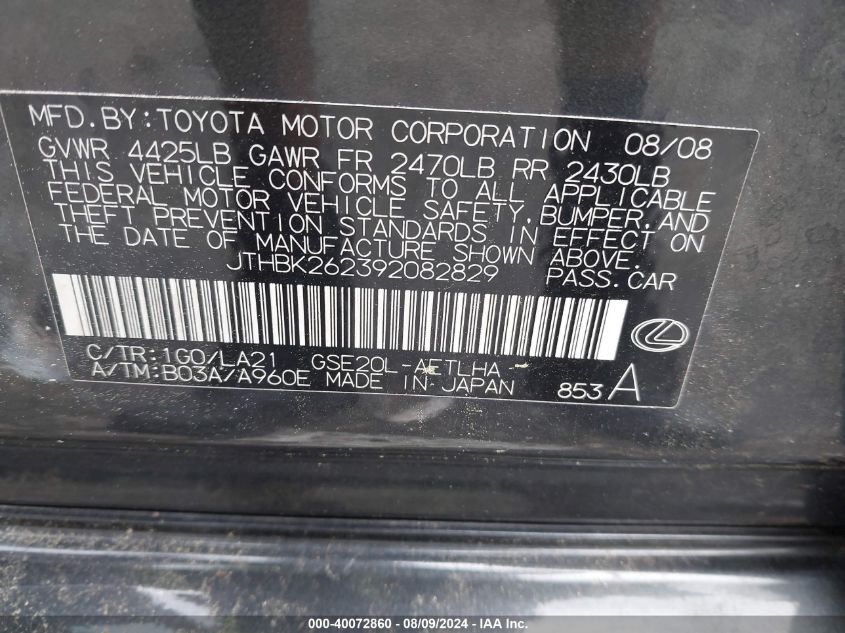 MFD.BY:TOYOTA MOTOR CORPORATION 08/08
GVWR 4425LB GAWR FR 2470LB RR 2430LB
THIS VEHICLE CONFORMS TO ALL APPLICABLE
FEDERAL MOTOR VEHICLE SAFETY,BUMPER,AND
THEFT PREVENTION STANDARDS IN EFFECT ON
THE DATE OF MANUFACTURE SHOWN ABOVE.
JTHBK262392082829 PASS.CAR
C/TR:1G0/LA21 GSE20L-AETLHA
A/TM:B03A/A960E MADE IN JAPAN 853 A
000-40072860 - 08/09/2024 - IAA Inc.